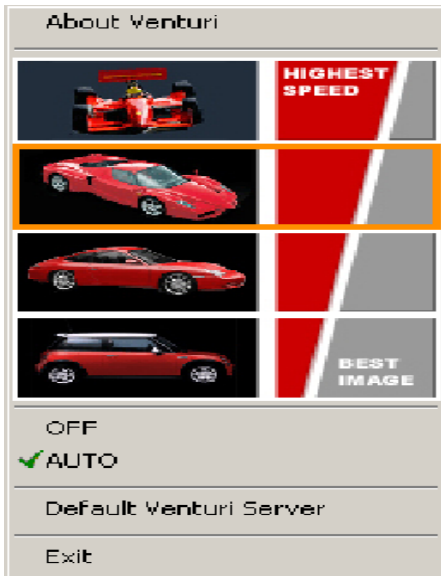 About Venturi
HIGHEST
SPEED
BEST
IMAGE
OFF
AUTO
Default Venturi Server
Exit